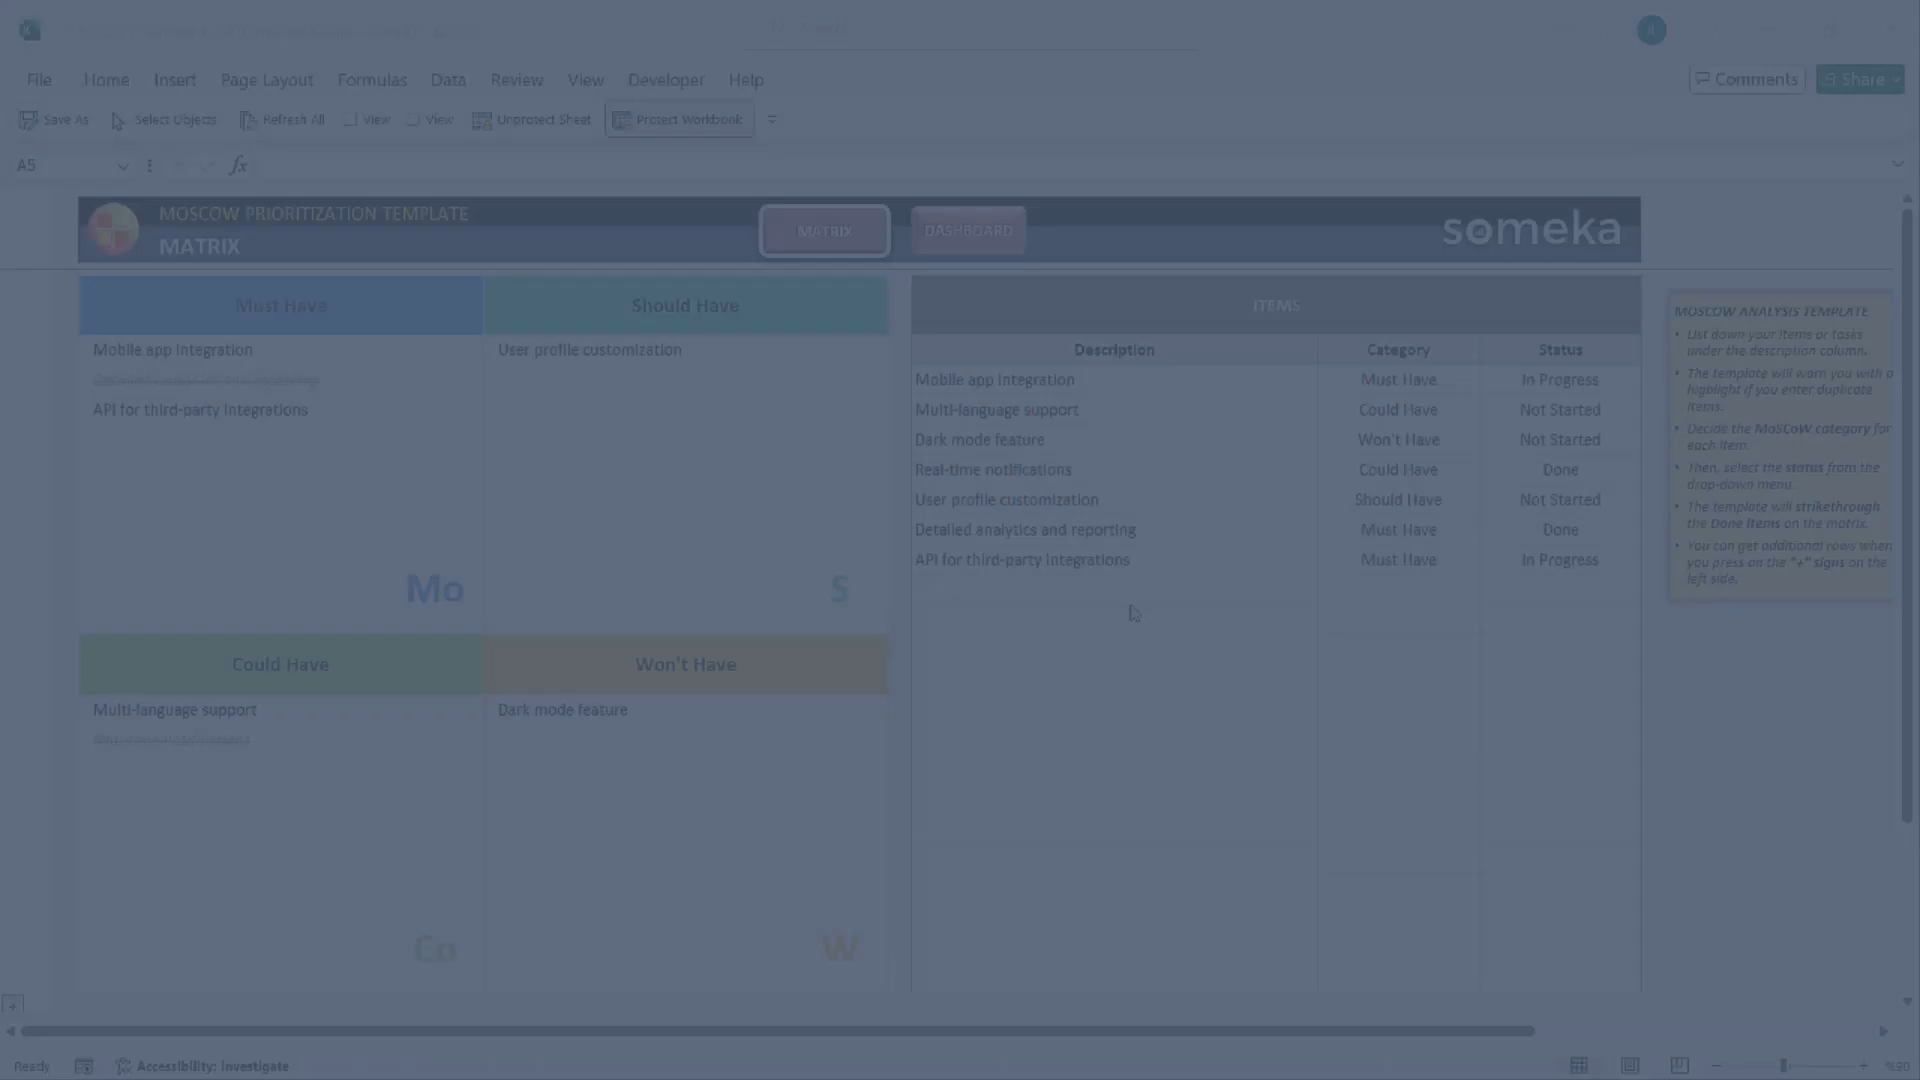 File Home Insert Page Layout Formulas Data Review View Developer Help Comments Share
Save As Select Objects Refresh All View View Unprotect Sheet Protect Workbook
A5 fx
MOSCOW PRIORITIZATION TEMPLATE
MATRIX
MATRIX DASHBOARD
someka
Must Have Should Have
Mobile app integration User profile customization
Detailed analytics and reporting
API for third-party integrations
Mo S
Could Have Won't Have
Multi-language support Dark mode feature
Real-time notifications
Co W
ITEMS
Description Category Status
Mobile app integration Must Have In Progress
Multi-language support Could Have Not Started
Dark mode feature Won't Have Not Started
Real-time notifications Could Have Done
User profile customization Should Have Not Started
Detailed analytics and reporting Must Have Done
API for third-party integrations Must Have In Progress
MOSCOW ANALYSIS TEMPLATE
• List down your items or tasks
under the description column.
• The template will warn you with a
highlight if you enter duplicate
items.
• Decide the MoSCoW category for
each item.
• Then, select the status from the
drop-down menu.
• The template will strikethrough
the Done items on the matrix.
• You can get additional rows when
you press on the "+" signs on the
left side.
Ready Accessibility: Investigate %90